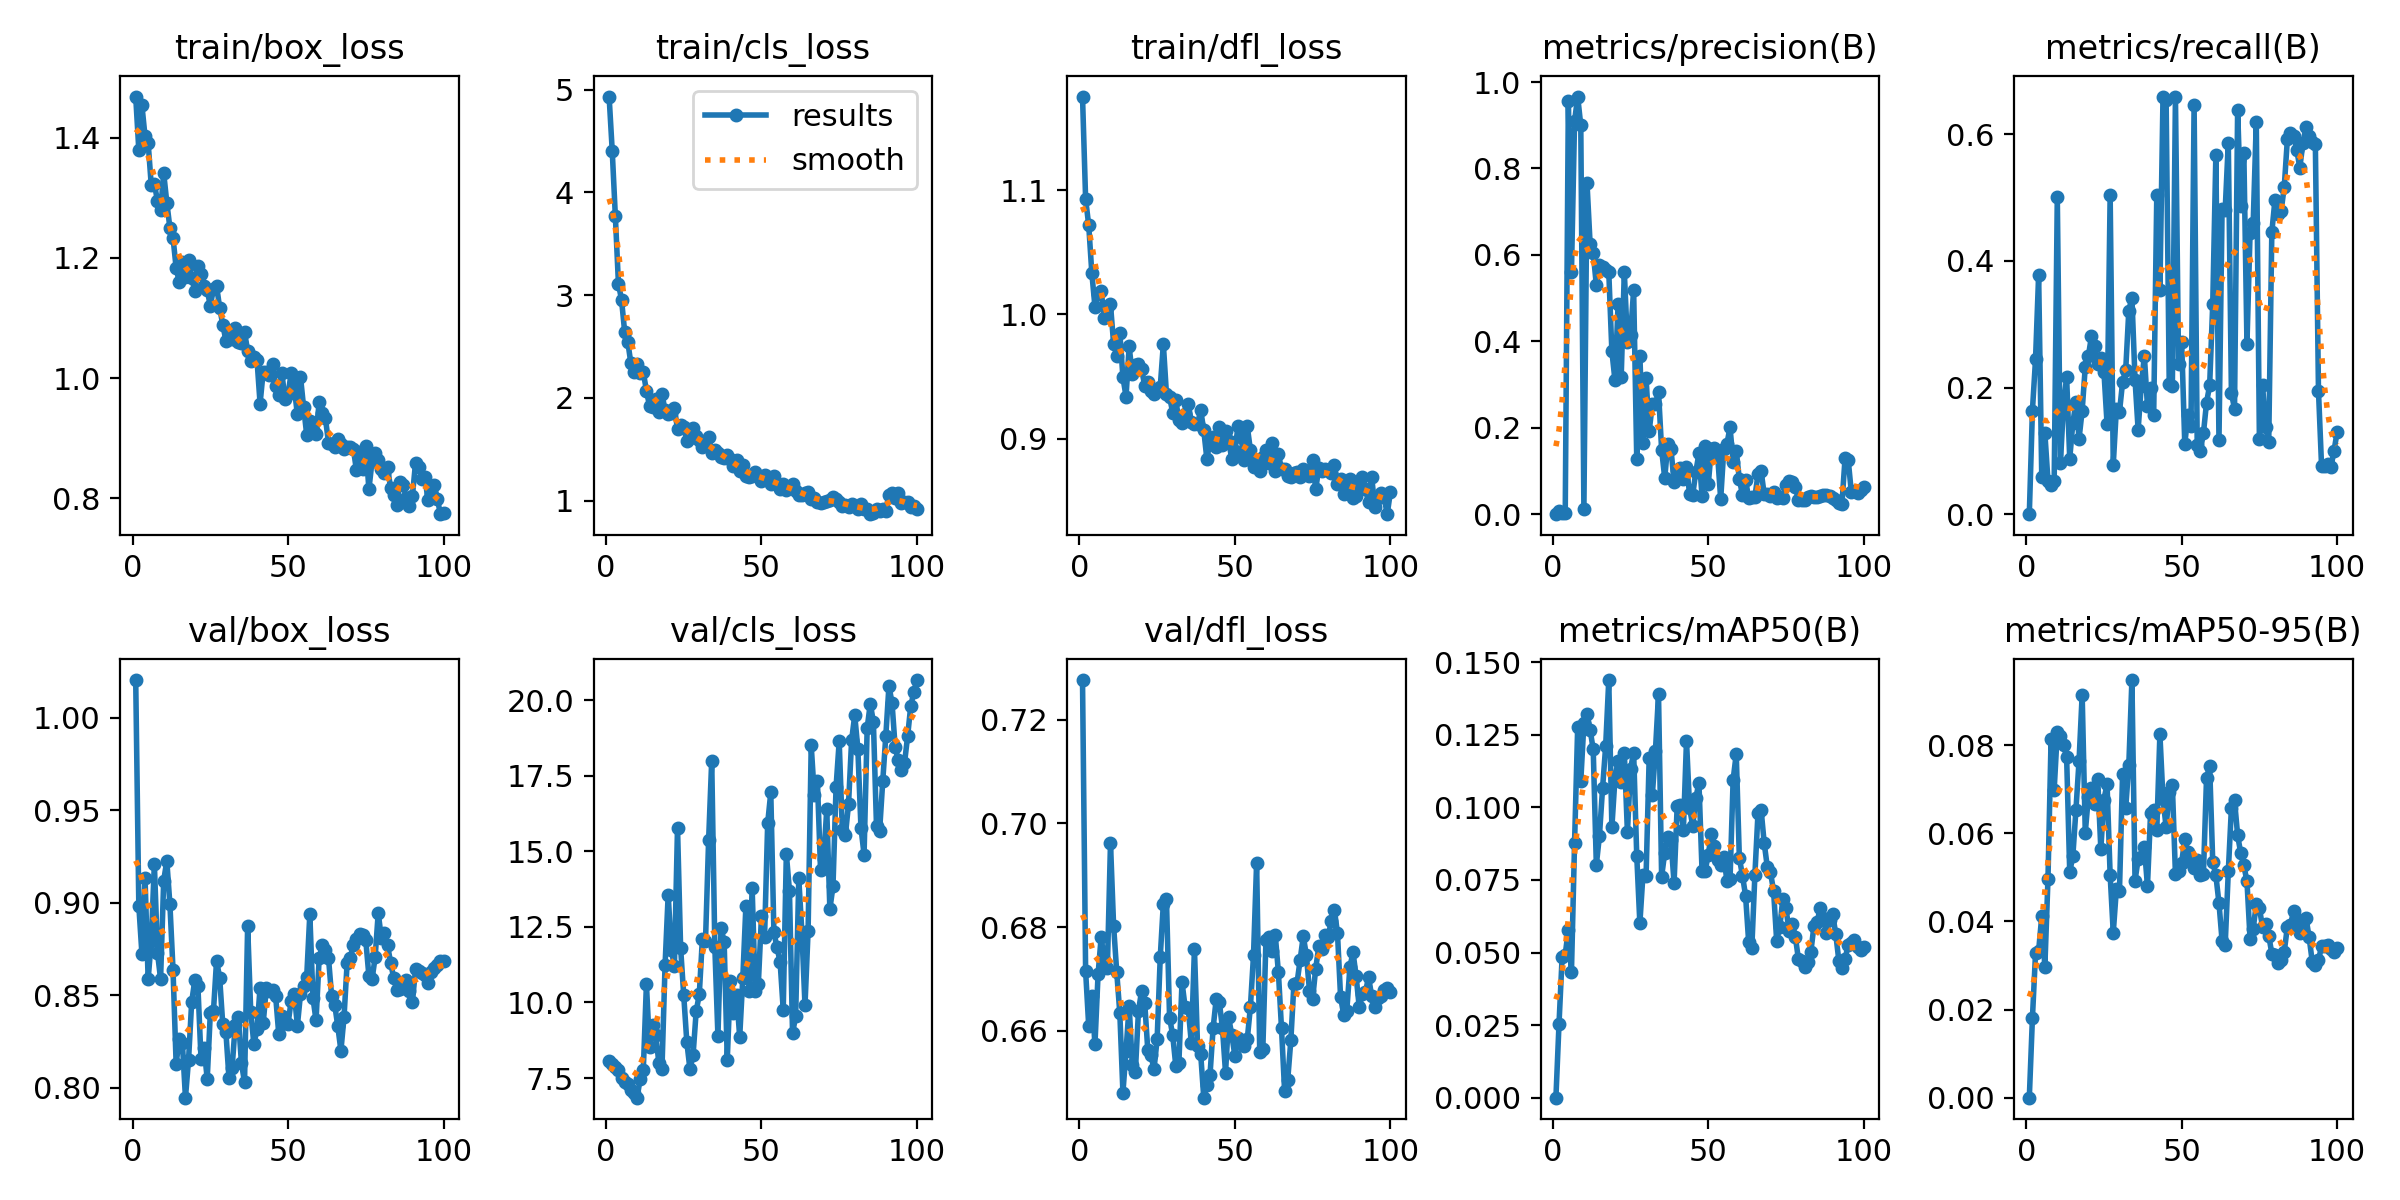 train/box_loss
1.4
1.2
1.0
0.8
0 50 100
train/cls_loss
5
4
3
2
1
0 50 100
results
smooth
train/dfl_loss
1.1
1.0
0.9
0 50 100
metrics/precision(B)
1.0
0.8
0.6
0.4
0.2
0.0
0 50 100
metrics/recall(B)
0.6
0.4
0.2
0.0
0 50 100
val/box_loss
1.00
0.95
0.90
0.85
0.80
0 50 100
val/cls_loss
20.0
17.5
15.0
12.5
10.0
7.5
0 50 100
val/dfl_loss
0.72
0.70
0.68
0.66
0 50 100
metrics/mAP50(B)
0.150
0.125
0.100
0.075
0.050
0.025
0.000
0 50 100
metrics/mAP50-95(B)
0.08
0.06
0.04
0.02
0.00
0 50 100